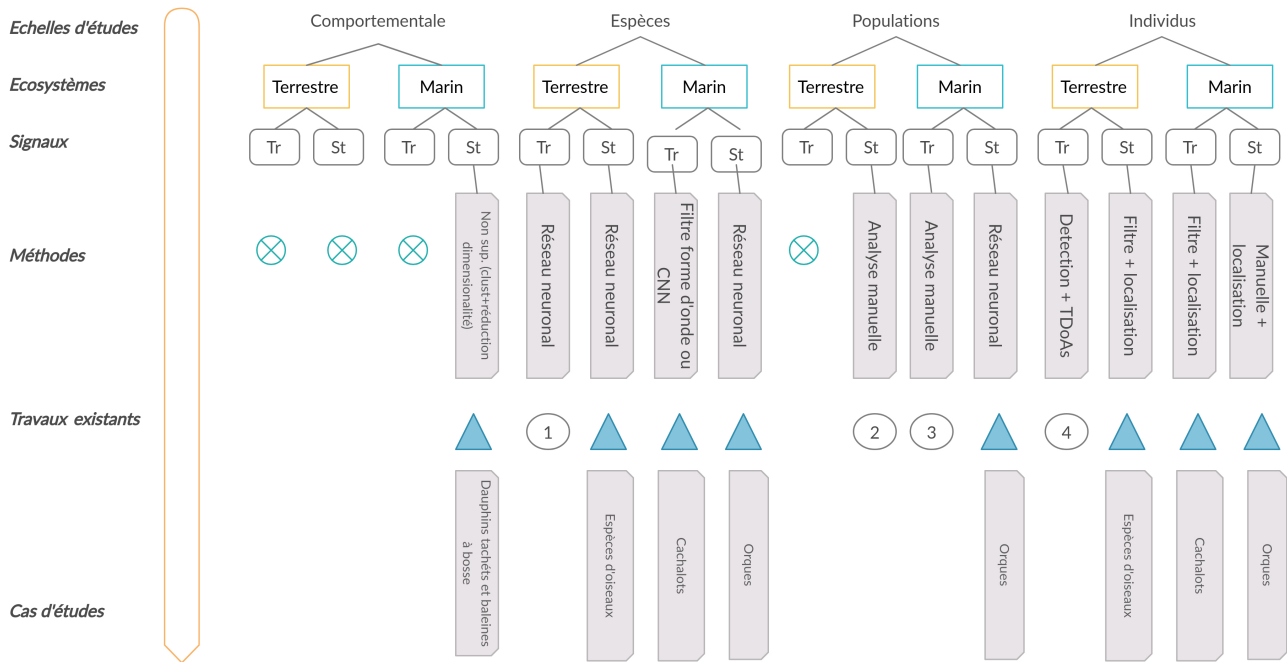 Echelles d'études
Comportementale
Espèces
Populations
Individus
Ecosystèmes
Terrestre
Marin
Terrestre
Marin
Terrestre
Marin
Terrestre
Marin
Signaux
Tr
St
Tr
St
Tr
St
Tr
St
Tr
St
Tr
St
Tr
St
Tr
St
Méthodes
Non sup. (clust+réduction
dimensionalité)
Réseau neuronal
Réseau neuronal
Filtre forme d'onde ou
CNN
Réseau neuronal
Analyse manuelle
Analyse manuelle
Réseau neuronal
Detection + TDoAs
Filtre + localisation
Filtre + localisation
Manuelle +
localisation
Travaux existants
1
2
3
4
Cas d'études
Dauphins tachéts et baleines
à bosse
Espèces d'oiseaux
Cachalots
Orques
Orques
Espèces d'oiseaux
Cachalots
Orques